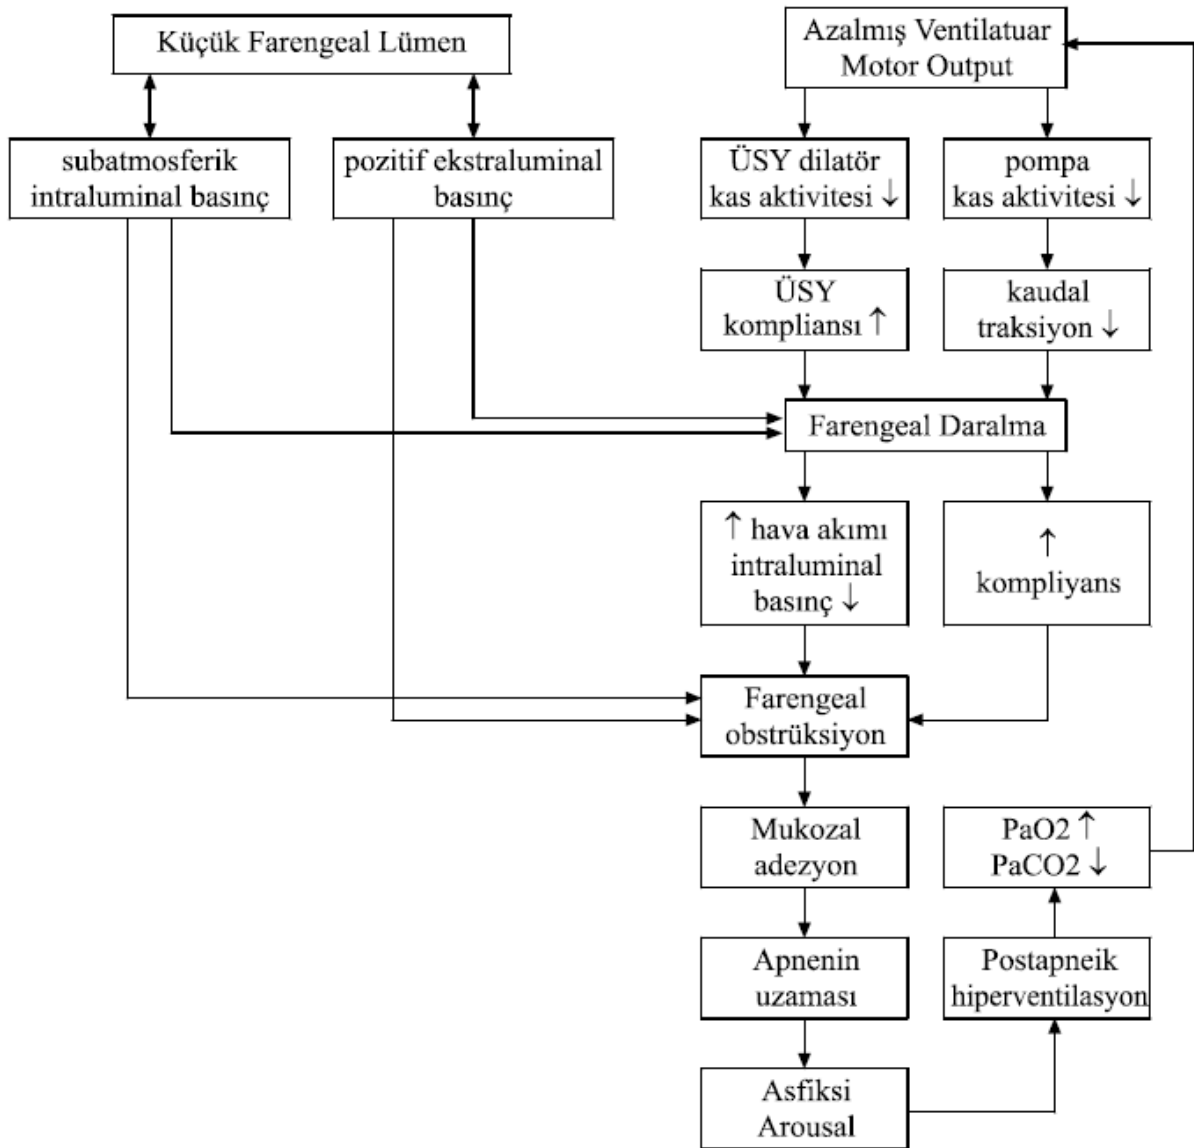 Küçük Farengeal Lümen
Azalmış Ventilatuar
Motor Output
subatmosferik
intraluminal basınç
pozitif ekstraluminal
basınç
ÜSY dilatör
kas aktivitesi ↓
pompa
kas aktivitesi ↓
ÜSY
kompliansı ↑
kaudal
traksiyon ↓
Farengeal Daralma
↑ hava akımı
intraluminal
basınç ↓
↑
kompliyans
Farengeal
obstrüksiyon
Mukozal
adezyon
PaO2 ↑
PaCO2 ↓
Apnenin
uzaması
Postapneik
hiperventilasyon
Asfiksi
Arousal